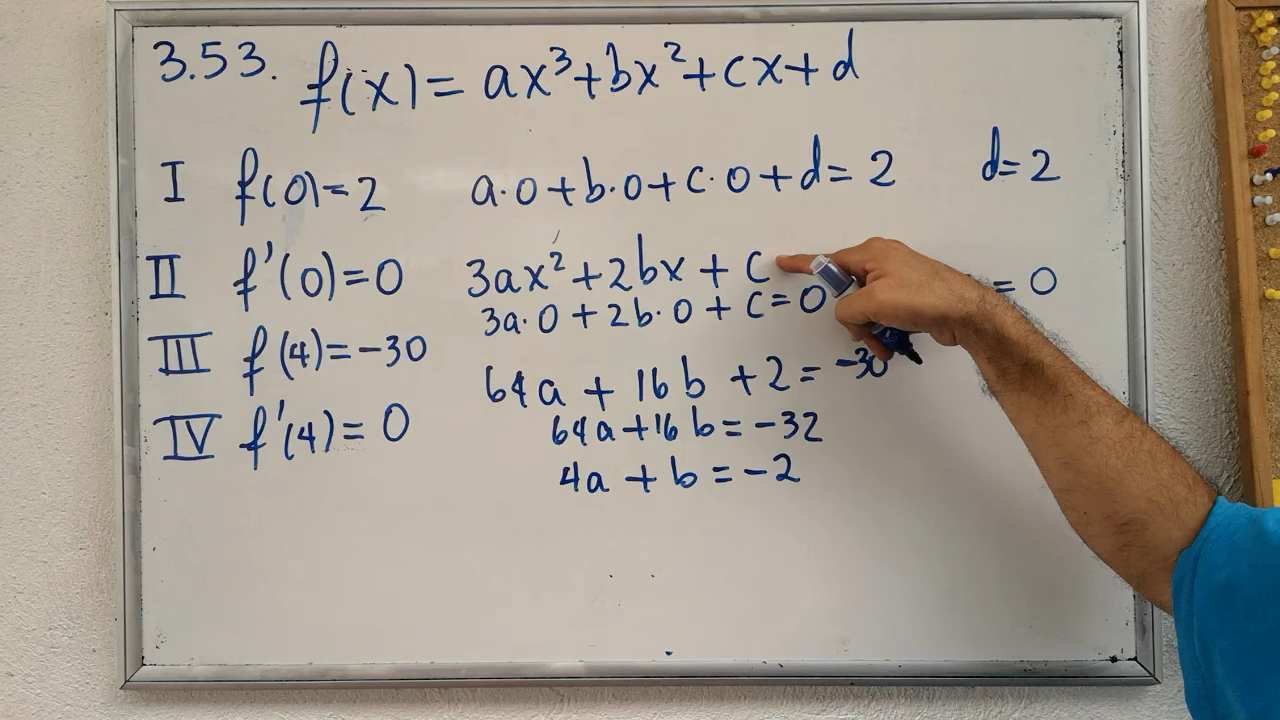 3.53. f(x) = ax³+bx²+cx+d
I f(0)=2 a·0+b·0+c·0+d=2 d=2
II f'(0)=0 3ax²+2bx+c = 0
3a·0+2b·0+c=0
III f(4)=-30 64a+16b+2=-30
64a+16b=-32
IV f'(4)=0 4a+b=-2